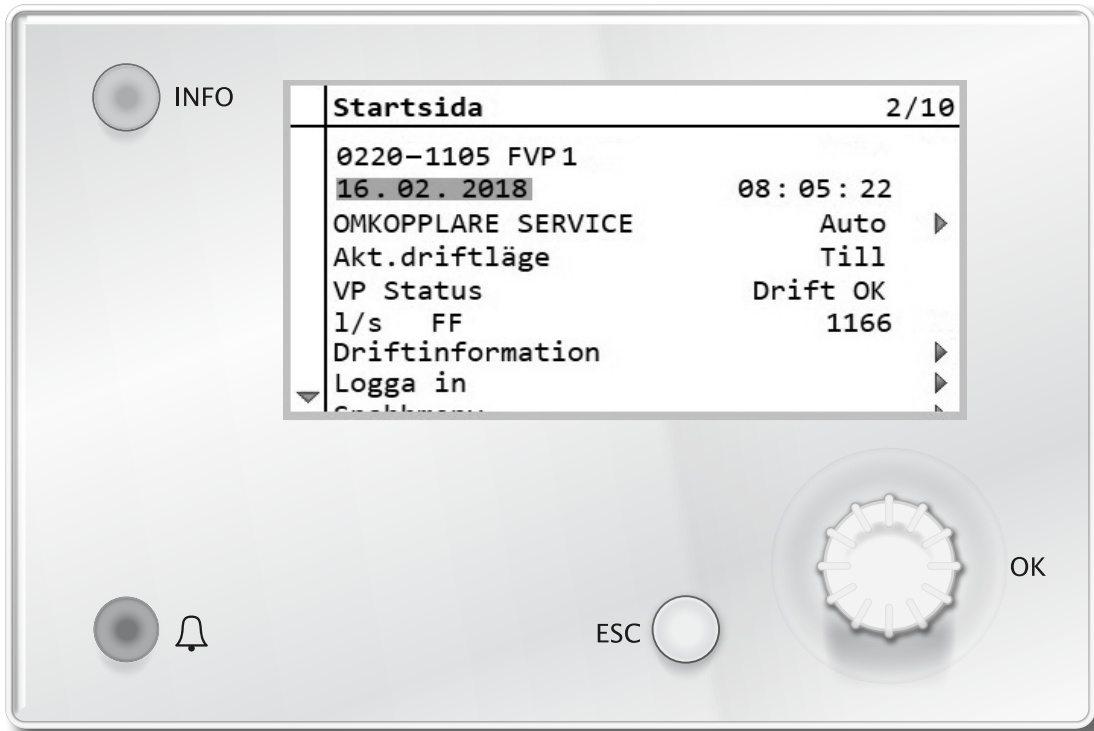 INFO
Startsida 2/10
0220-1105 FVP1
16.02.2018 08:05:22
OMKOPPLARE SERVICE Auto
Akt.driftläge Till
VP Status Drift OK
l/s FF 1166
Driftinformation
Logga in
OK
ESC